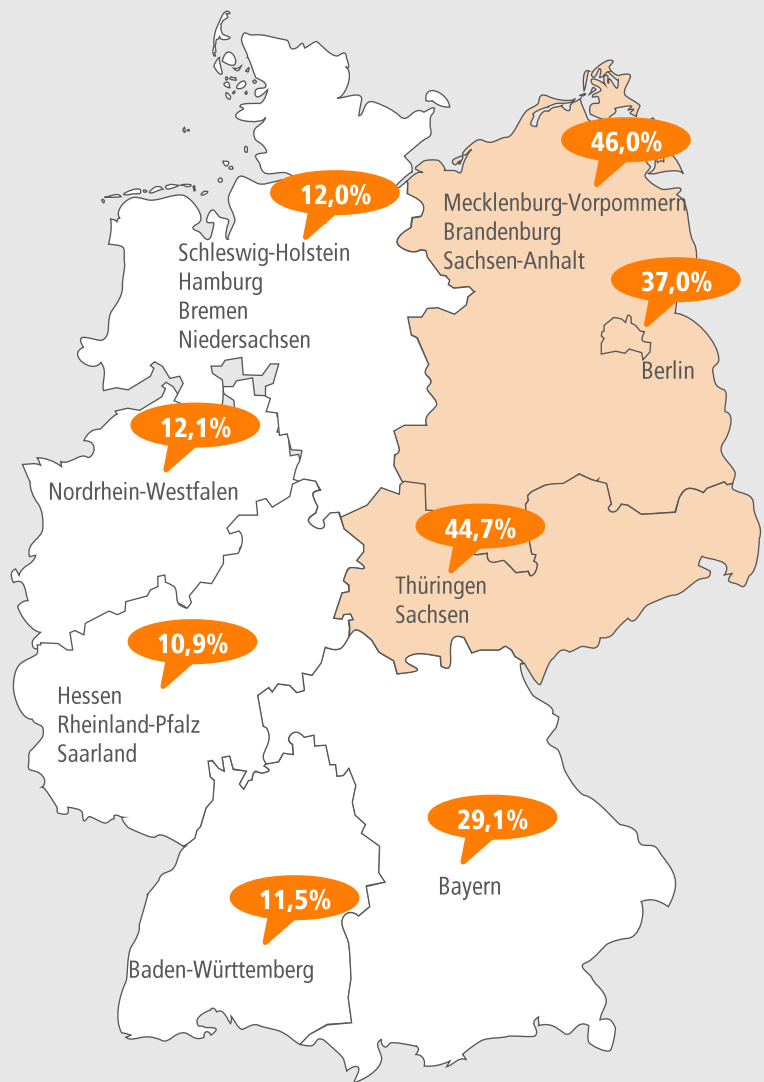 46,0%
Mecklenburg-Vorpommern
Brandenburg
Sachsen-Anhalt
12,0%
Schleswig-Holstein
Hamburg
Bremen
Niedersachsen
37,0%
Berlin
12,1%
Nordrhein-Westfalen
44,7%
Thüringen
Sachsen
10,9%
Hessen
Rheinland-Pfalz
Saarland
29,1%
Bayern
11,5%
Baden-Württemberg